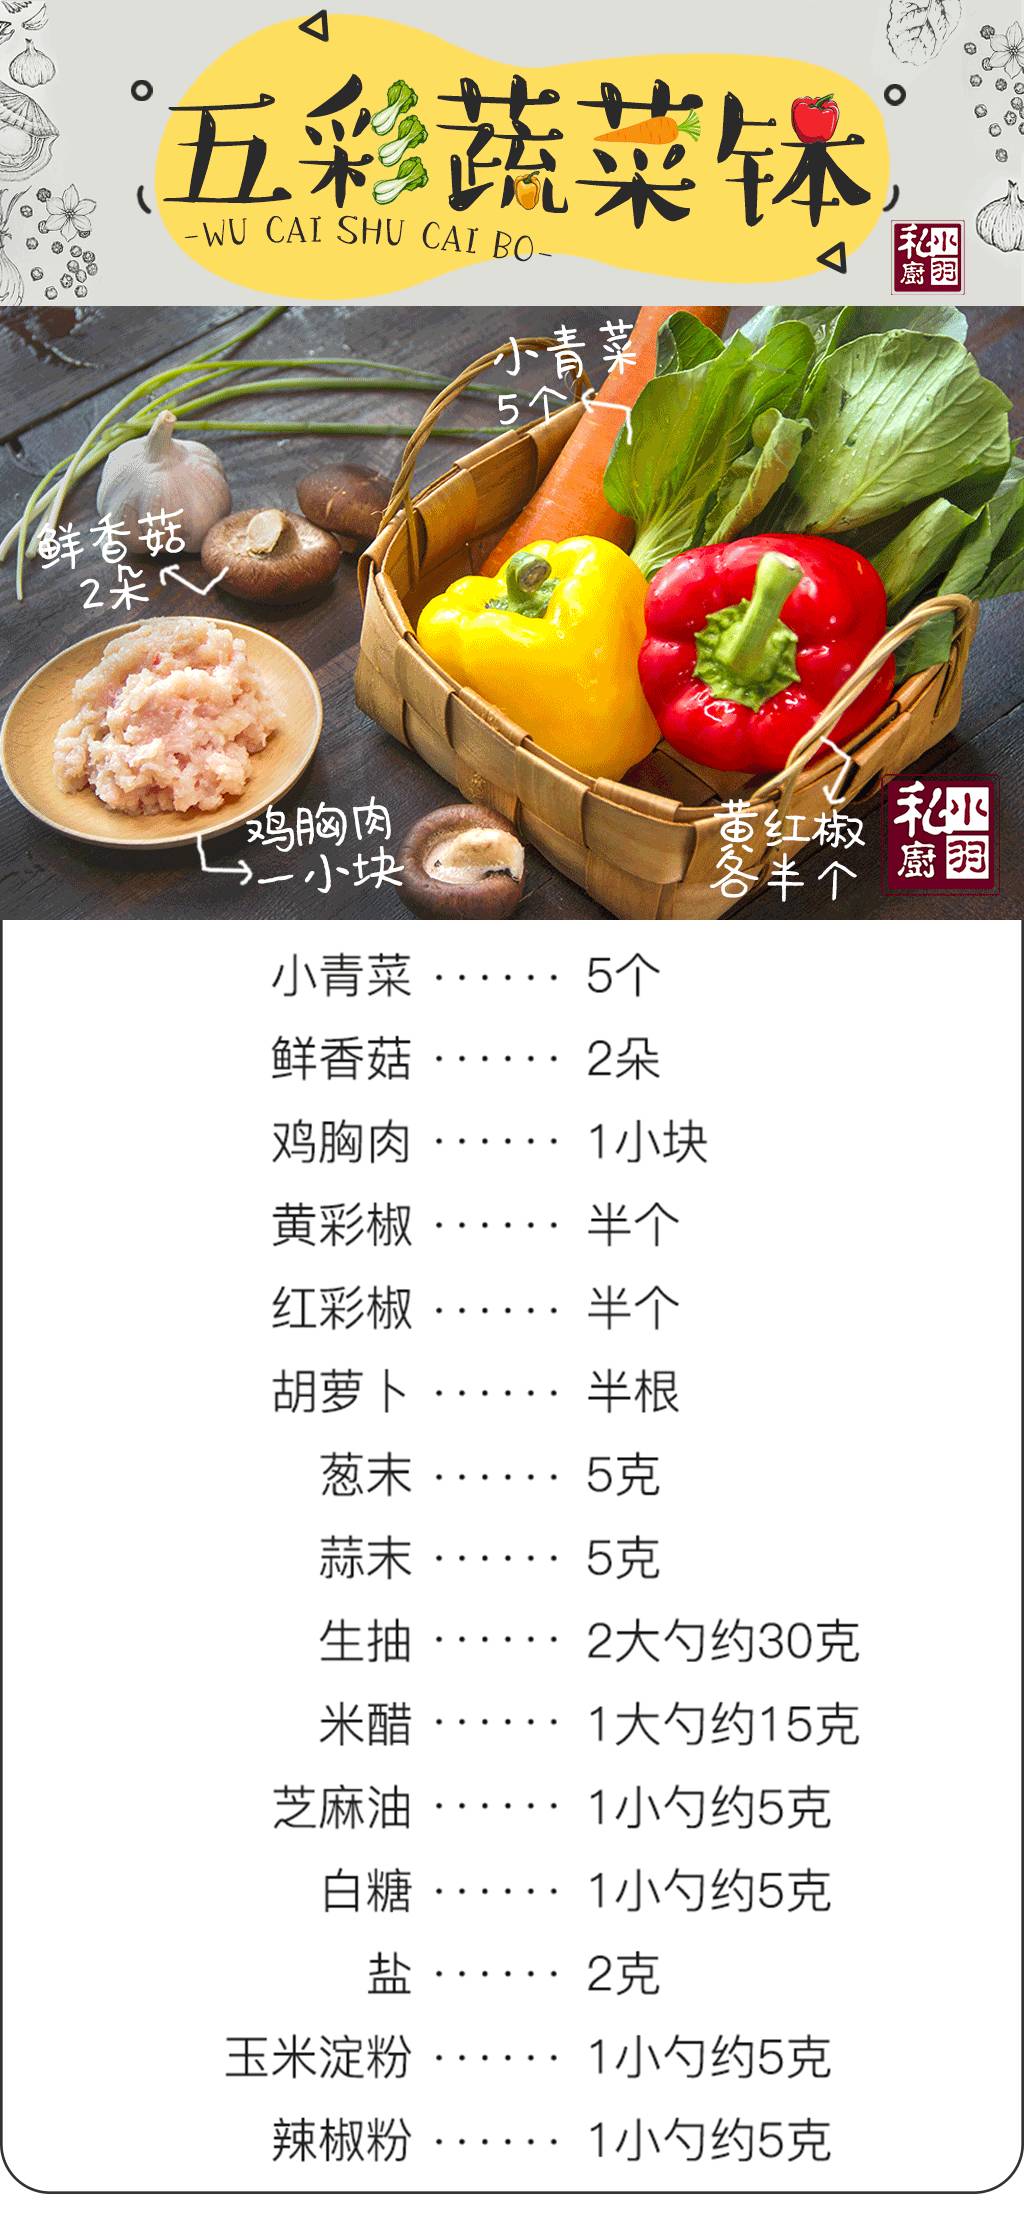 五彩蔬菜钵
-WU CAI SHU CAI BO-
私小
廚羽
小青菜
5个
鲜香菇
2朵
鸡胸肉
一小块
黄红椒
各半个
私小
廚羽
小青菜 ······ 5个
鲜香菇 ······ 2朵
鸡胸肉 ······ 1小块
黄彩椒 ······ 半个
红彩椒 ······ 半个
胡萝卜 ······ 半根
葱末 ······ 5克
蒜末 ······ 5克
生抽 ······ 2大勺约30克
米醋 ······ 1大勺约15克
芝麻油 ······ 1小勺约5克
白糖 ······ 1小勺约5克
盐 ······ 2克
玉米淀粉 ······ 1小勺约5克
辣椒粉 ······ 1小勺约5克